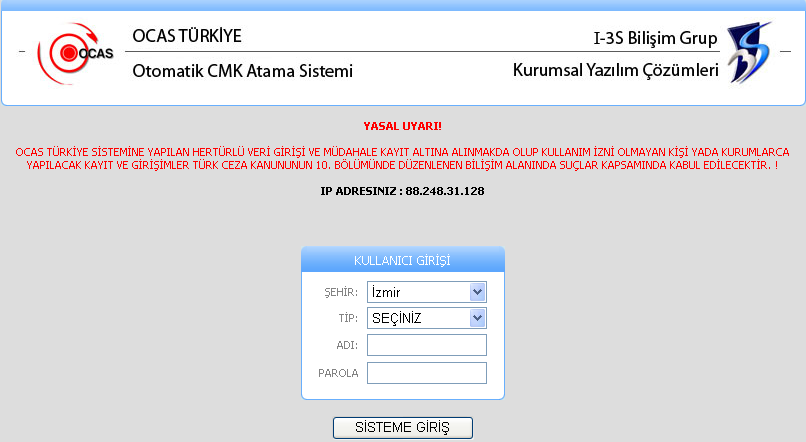 OCAS
OCAS TÜRKİYE
Otomatik CMK Atama Sistemi
I-3S Bilişim Grup
Kurumsal Yazılım Çözümleri
YASAL UYARI!
OCAS TÜRKİYE SİSTEMİNE YAPILAN HERTÜRLÜ VERİ GİRİŞİ VE MÜDAHALE KAYIT ALTINA ALINMAKDA OLUP KULLANIM İZNİ OLMAYAN KİŞİ YADA KURUMLARCA
YAPILACAK KAYIT VE GİRİŞİMLER TÜRK CEZA KANUNUNUN 10. BÖLÜMÜNDE DÜZENLENEN BİLİŞİM ALANINDA SUÇLAR KAPSAMINDA KABUL EDİLECEKTİR. !
IP ADRESINIZ : 88.248.31.128
KULLANICI GİRİŞİ
ŞEHİR: İzmir
TİP: SEÇİNİZ
ADI:
PAROLA
SİSTEME GİRİŞ